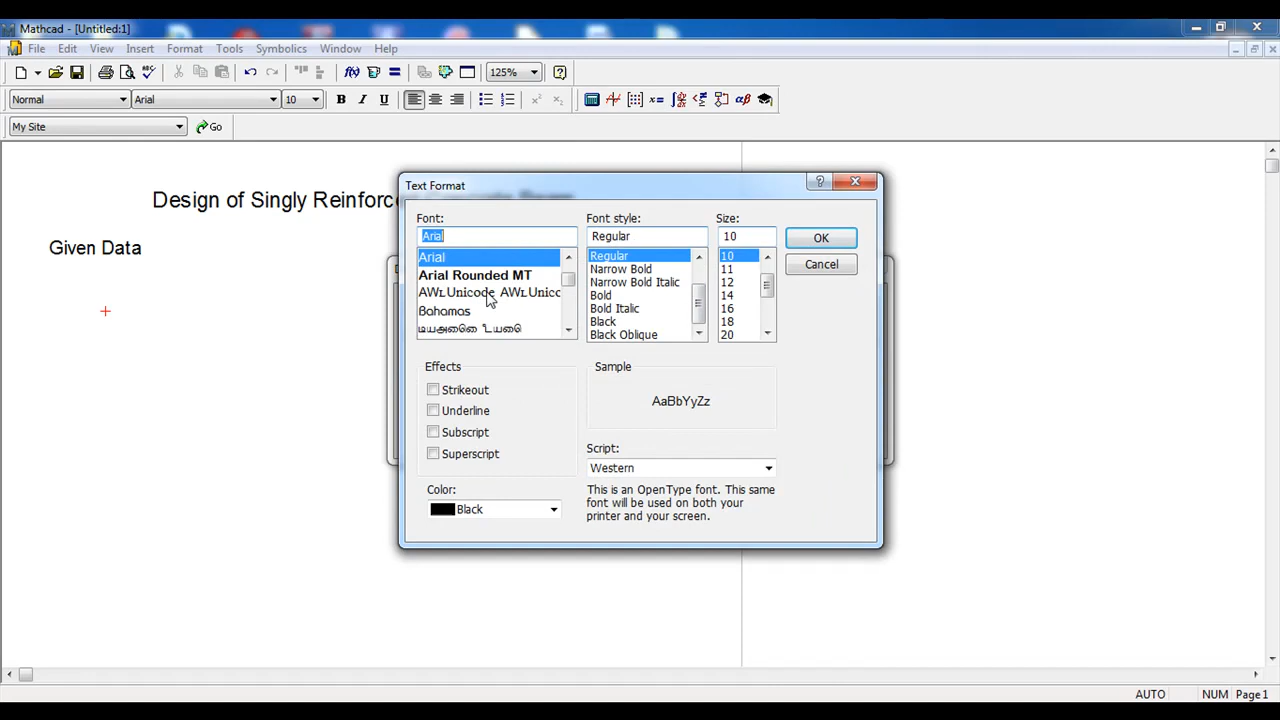 Mathcad - [Untitled:1]
File Edit View Insert Format Tools Symbolics Window Help
125%
Normal Arial 10 B I U
My Site Go
Design of Singly Reinforc
Given Data
Text Format
Font: Font style: Size:
Arial Regular 10
Arial Regular 10
Arial Rounded MT Narrow Bold 11
AWLUnicode AWLUnicc Narrow Bold Italic 12
Bahamas Bold 14
Bold Italic 16
Black 18
Black Oblique 20
OK
Cancel
Effects
Strikeout
Underline
Subscript
Superscript
Sample
AaBbYyZz
Script:
Western
Color:
Black
This is an OpenType font. This same
font will be used on both your
printer and your screen.
AUTO NUM Page 1